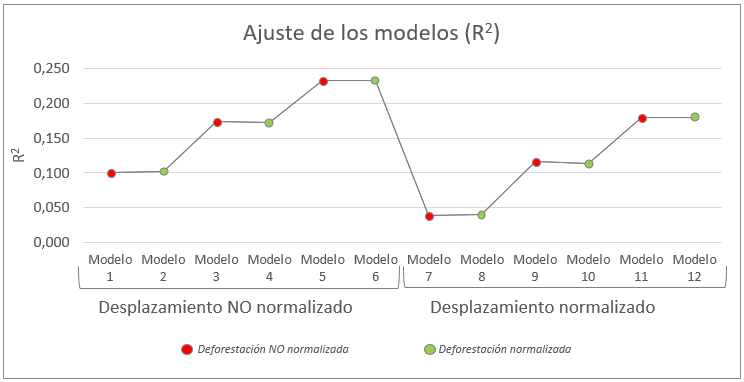 Ajuste de los modelos (R²)
0,250
0,200
0,150
0,100
0,050
0,000
R²
Modelo 1
Modelo 2
Modelo 3
Modelo 4
Modelo 5
Modelo 6
Modelo 7
Modelo 8
Modelo 9
Modelo 10
Modelo 11
Modelo 12
Desplazamiento NO normalizado
Desplazamiento normalizado
Deforestación NO normalizada
Deforestación normalizada